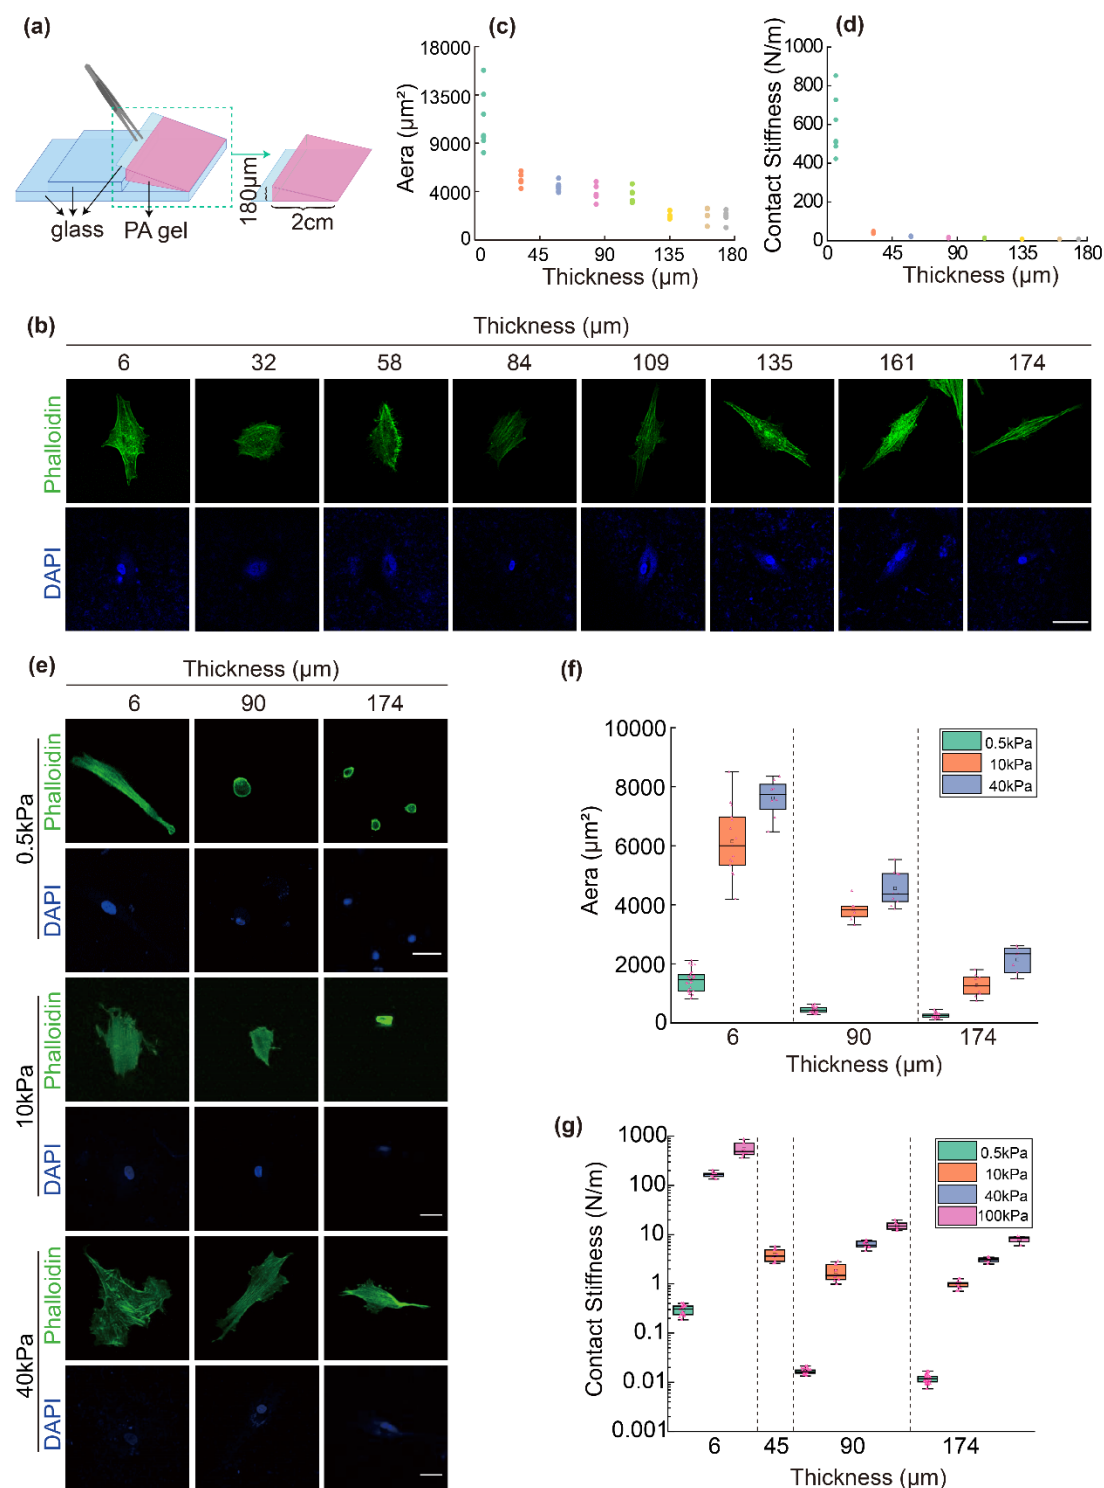 (a)
180µm
2cm
glass
PA gel
(c)
Aera (µm²)
18000
13500
9000
4000
0
0 45 90 135 180
Thickness (µm)
(d)
Contact Stiffness (N/m)
1000
800
600
400
200
0
0 45 90 135 180
Thickness (µm)
(b)
Thickness (µm)
6 32 58 84 109 135 161 174
Phalloidin
DAPI
(e)
Thickness (µm)
6 90 174
0.5kPa
Phalloidin
DAPI
10kPa
Phalloidin
DAPI
40kPa
Phalloidin
DAPI
(f)
Aera (µm²)
10000
8000
6000
4000
2000
0
0.5kPa
10kPa
40kPa
6 90 174
Thickness (µm)
(g)
Contact Stiffness (N/m)
1000
100
10
1
0.1
0.01
0.001
0.5kPa
10kPa
40kPa
100kPa
6 45 90 174
Thickness (µm)